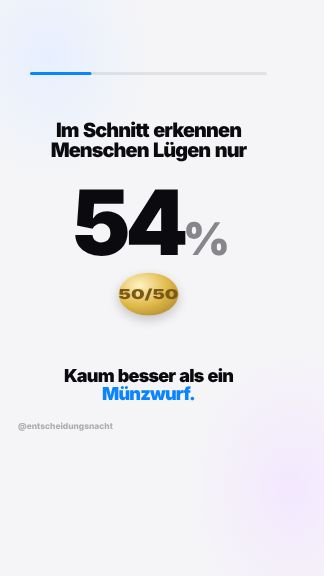 Im Schnitt erkennen
Menschen Lügen nur
54%
50/50
Kaum besser als ein
Münzwurf.
@entscheidungsnacht